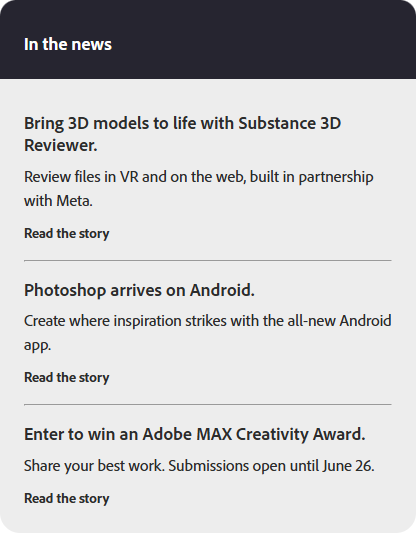 In the news
Bring 3D models to life with Substance 3D
Reviewer.
Review files in VR and on the web, built in partnership
with Meta.
Read the story
Photoshop arrives on Android.
Create where inspiration strikes with the all-new Android
app.
Read the story
Enter to win an Adobe MAX Creativity Award.
Share your best work. Submissions open until June 26.
Read the story